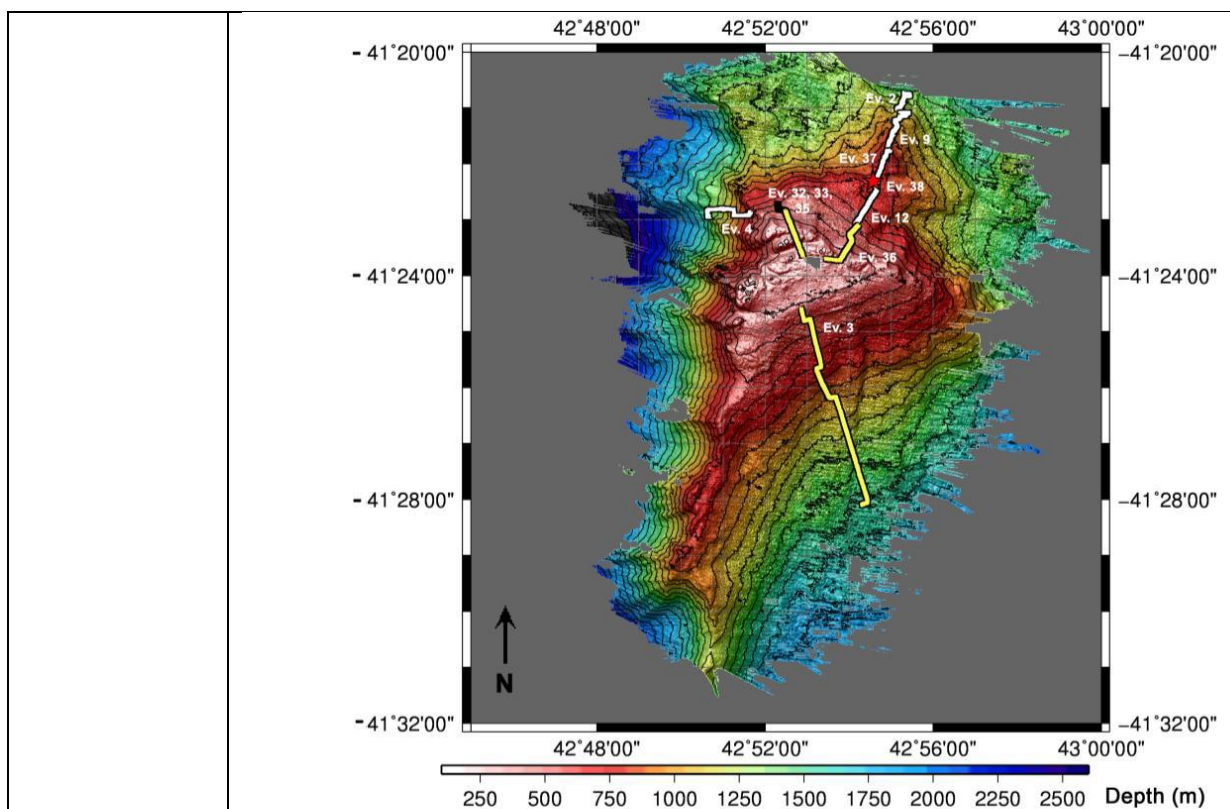 42°48'00" 42°52'00" 42°56'00" 43°00'00"
- 41°20'00" −41°20'00"
Ev. 2
Ev. 9
Ev. 37
Ev. 32, 33,
35
Ev. 38
Ev. 4
Ev. 12
Ev. 36
- 41°24'00" −41°24'00"
Ev. 3
- 41°28'00" −41°28'00"
N
- 41°32'00" −41°32'00"
42°48'00" 42°52'00" 42°56'00" 43°00'00"
250 500 750 1000 1250 1500 1750 2000 2250 2500 Depth (m)